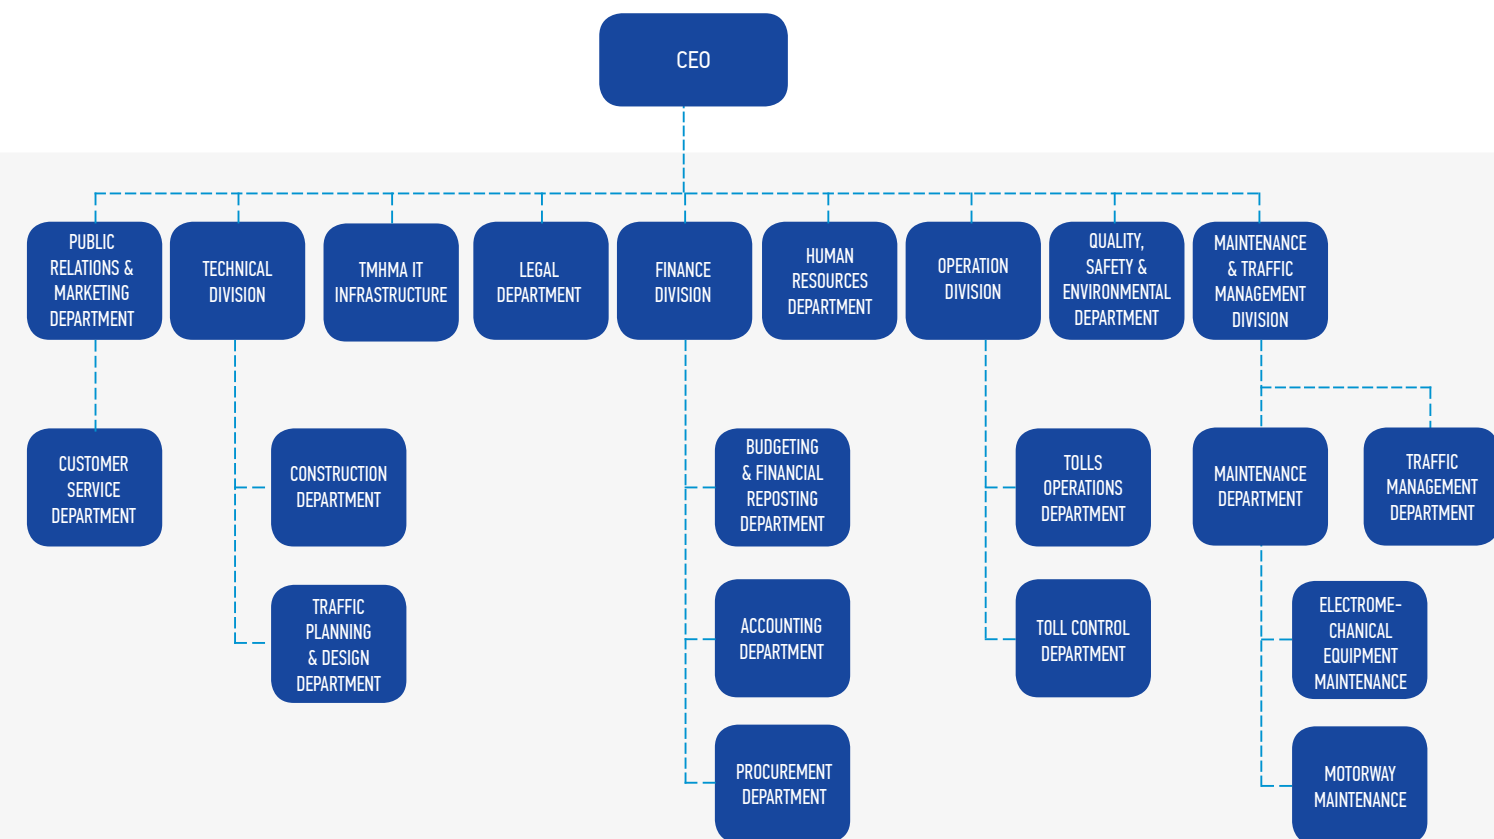 CEO
PUBLIC
RELATIONS &
MARKETING
DEPARTMENT
TECHNICAL
DIVISION
TMHMA IT
INFRASTRUCTURE
LEGAL
DEPARTMENT
FINANCE
DIVISION
HUMAN
RESOURCES
DEPARTMENT
OPERATION
DIVISION
QUALITY,
SAFETY &
ENVIRONMENTAL
DEPARTMENT
MAINTENANCE
& TRAFFIC
MANAGEMENT
DIVISION
CUSTOMER
SERVICE
DEPARTMENT
CONSTRUCTION
DEPARTMENT
BUDGETING
& FINANCIAL
REPOSTING
DEPARTMENT
TOLLS
OPERATIONS
DEPARTMENT
MAINTENANCE
DEPARTMENT
TRAFFIC
MANAGEMENT
DEPARTMENT
TRAFFIC
PLANNING
& DESIGN
DEPARTMENT
ACCOUNTING
DEPARTMENT
TOLL CONTROL
DEPARTMENT
ELECTROME-
CHANICAL
EQUIPMENT
MAINTENANCE
PROCUREMENT
DEPARTMENT
MOTORWAY
MAINTENANCE